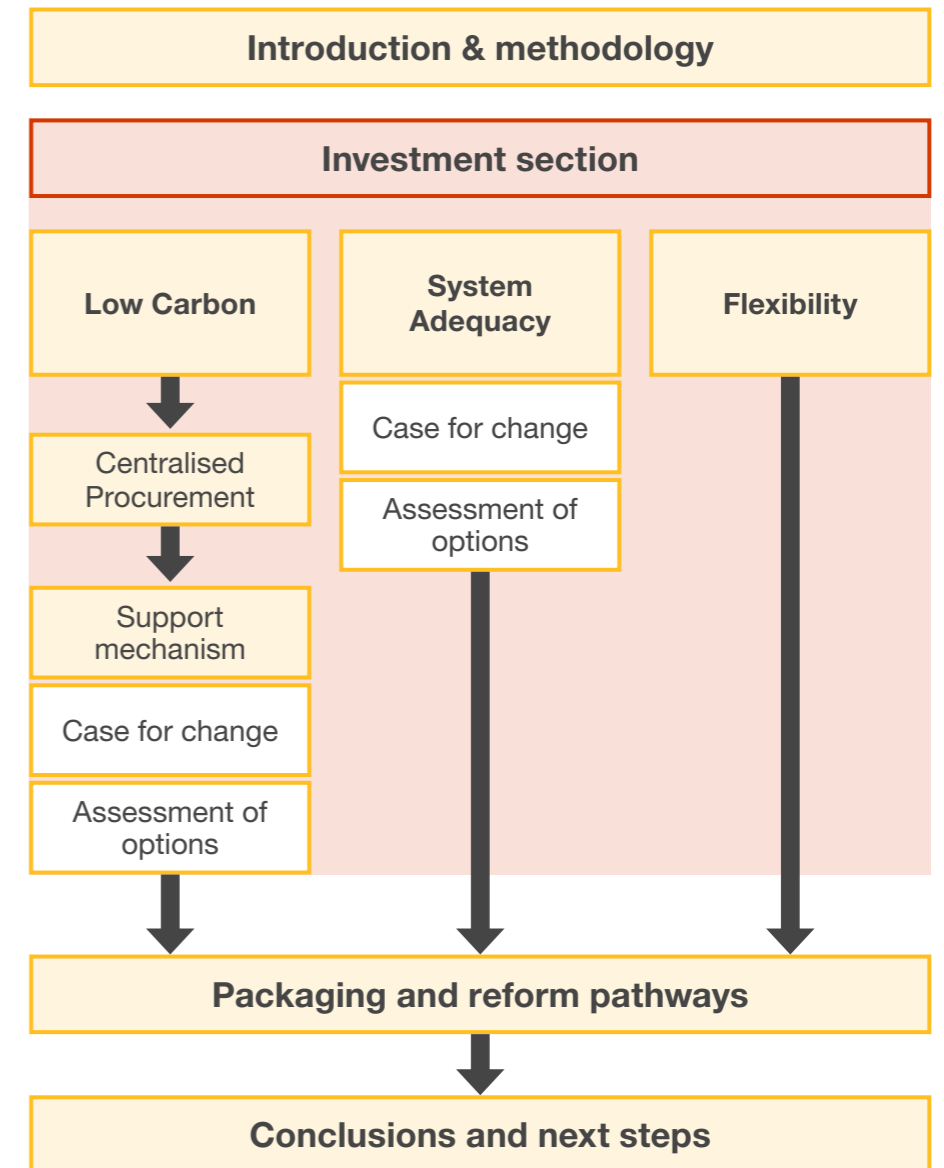 Introduction & methodology
Investment section
Low Carbon
System
Adequacy
Flexibility
Centralised
Procurement
Support
mechanism
Case for change
Assessment of
options
Case for change
Assessment of
options
Packaging and reform pathways
Conclusions and next steps